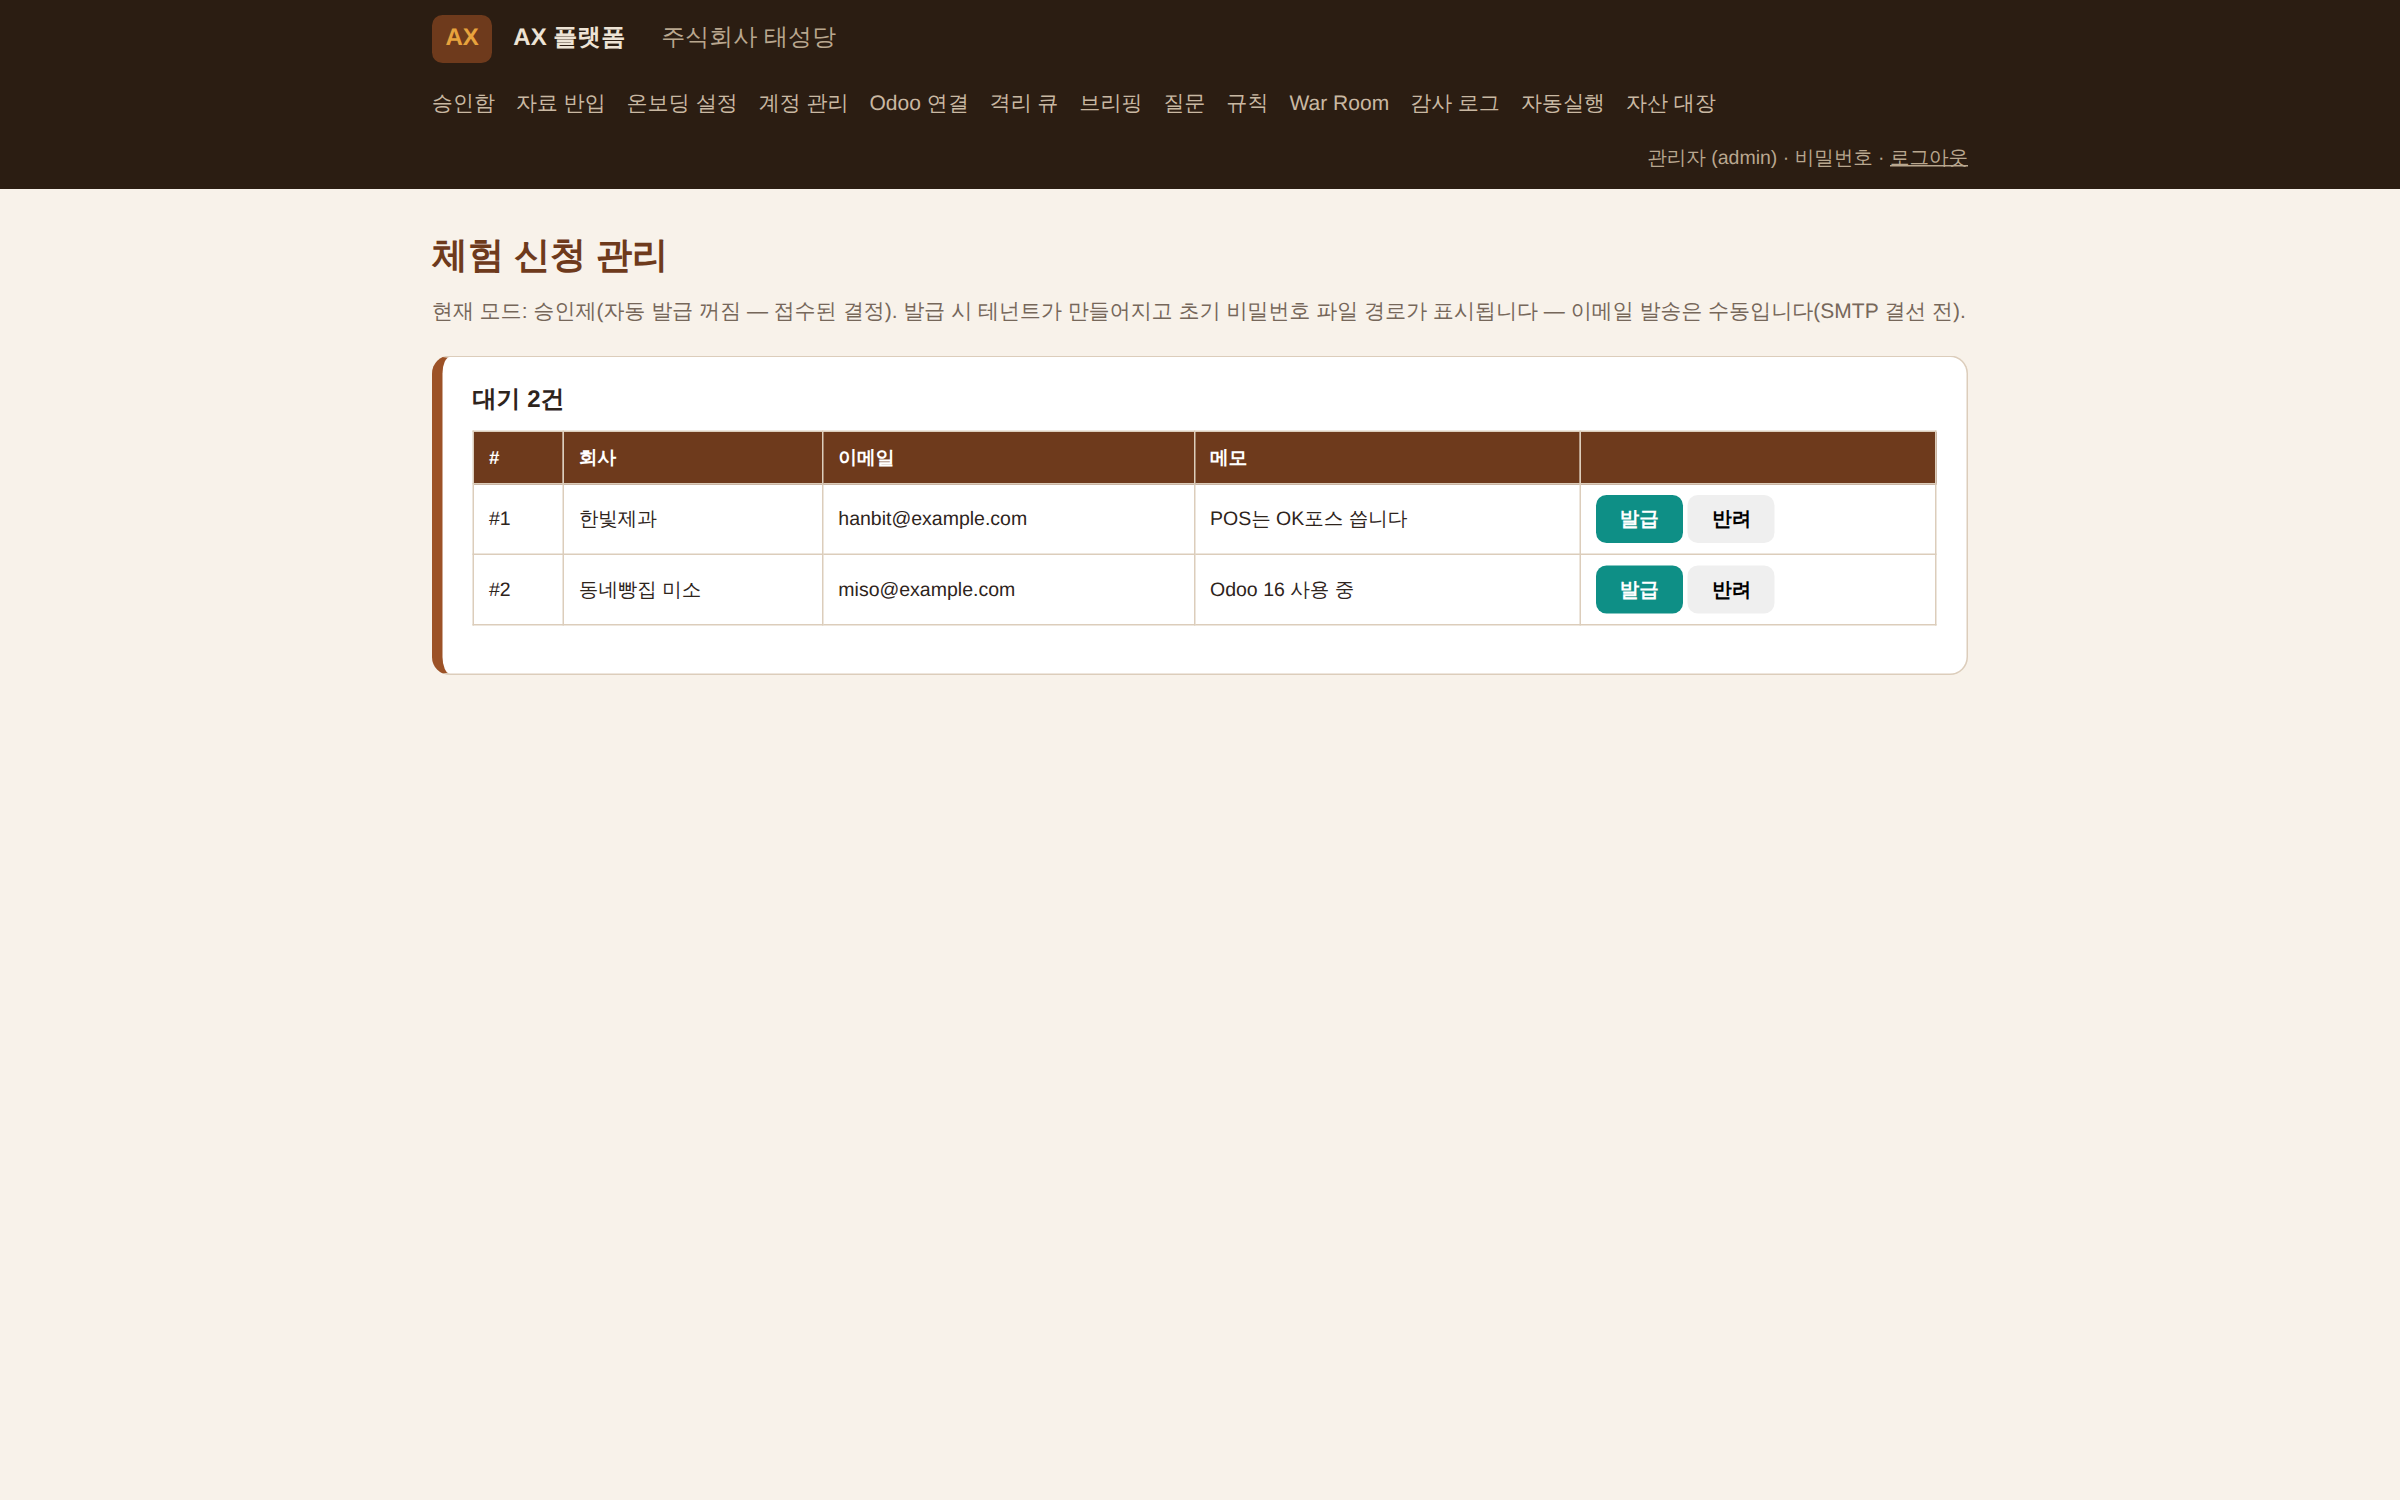 AX AX 플랫폼 주식회사 태성당
승인함 자료 반입 온보딩 설정 계정 관리 Odoo 연결 격리 큐 브리핑 질문 규칙 War Room 감사 로그 자동실행 자산 대장
관리자 (admin) · 비밀번호 · 로그아웃
체험 신청 관리
현재 모드: 승인제(자동 발급 꺼짐 — 접수된 결정). 발급 시 테넌트가 만들어지고 초기 비밀번호 파일 경로가 표시됩니다 — 이메일 발송은 수동입니다(SMTP 결선 전).
대기 2건
# 회사 이메일 메모
#1 한빛제과 hanbit@example.com POS는 OK포스 씁니다 발급 반려
#2 동네빵집 미소 miso@example.com Odoo 16 사용 중 발급 반려